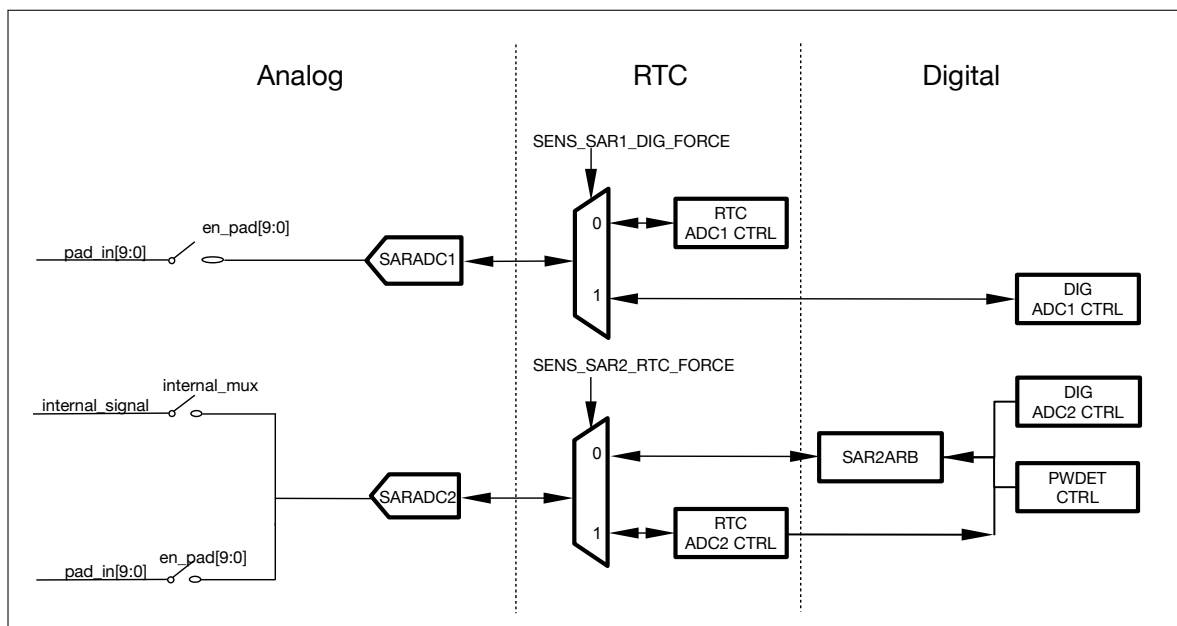 Analog
RTC
Digital
SENS_SAR1_DIG_FORCE
en_pad[9:0]
pad_in[9:0]
SARADC1
0
1
RTC
ADC1 CTRL
DIG
ADC1 CTRL
SENS_SAR2_RTC_FORCE
internal_mux
internal_signal
en_pad[9:0]
pad_in[9:0]
SARADC2
0
1
SAR2ARB
RTC
ADC2 CTRL
DIG
ADC2 CTRL
PWDET
CTRL